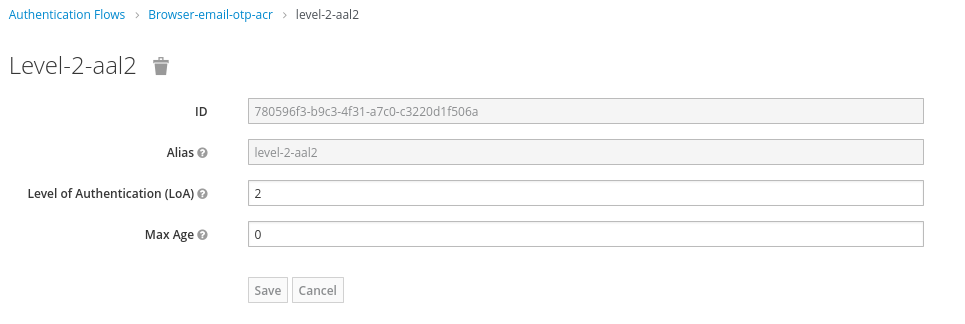 Authentication Flows > Browser-email-otp-acr > level-2-aal2
Level-2-aal2
ID 780596f3-b9c3-4f31-a7c0-c3220d1f506a
Alias ? level-2-aal2
Level of Authentication (LoA) ? 2
Max Age ? 0
Save Cancel